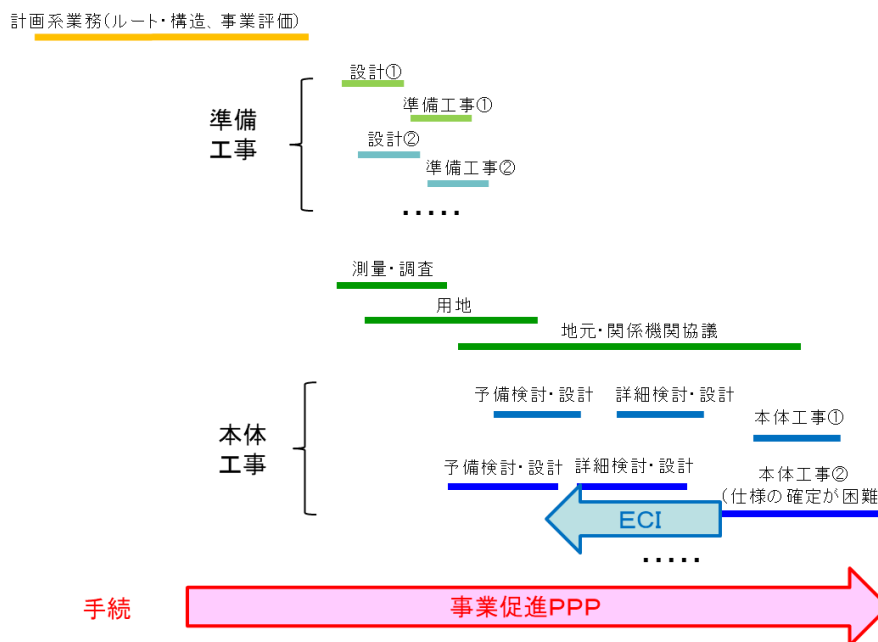 計画系業務(ルート・構造、事業評価)
準備
工事
設計①
準備工事①
設計②
準備工事②
・・・・・
測量・調査
用地
地元・関係機関協議
本体
工事
予備検討・設計
詳細検討・設計
本体工事①
予備検討・設計
詳細検討・設計
本体工事②
(仕様の確定が困難
ECI
・・・・・
手続
事業促進PPP